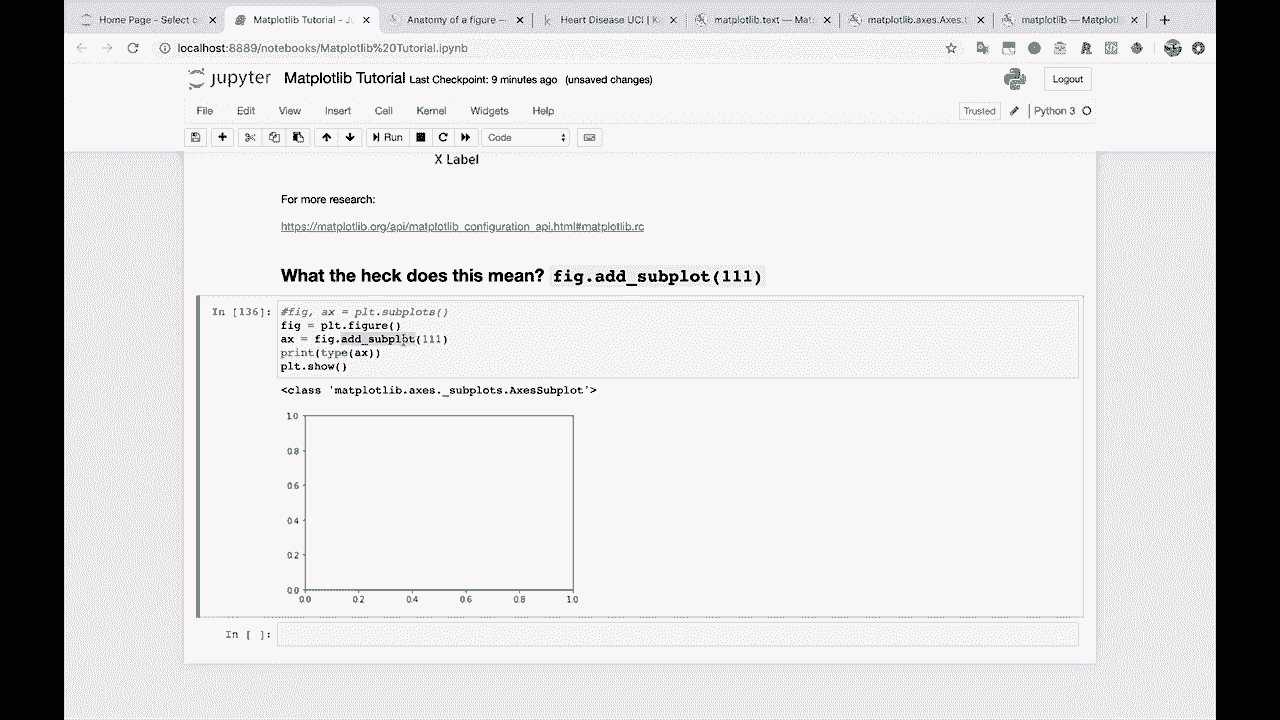 Home Page - Select o
Matplotlib Tutorial - Ju
Anatomy of a figure —
Heart Disease UCI | K
matplotlib.text — Mat
matplotlib.axes.Axes.
matplotlib — Matplotl
localhost:8889/notebooks/Matplotlib%20Tutorial.ipynb
jupyter Matplotlib Tutorial Last Checkpoint: 9 minutes ago (unsaved changes)
Logout
File Edit View Insert Cell Kernel Widgets Help
Trusted
Python 3
Run
Code
X Label
For more research:
https://matplotlib.org/api/matplotlib_configuration_api.html#matplotlib.rc
What the heck does this mean? fig.add_subplot(111)
In [136]:
#fig, ax = plt.subplots()
fig = plt.figure()
ax = fig.add_subplot(111)
print(type(ax))
plt.show()
<class 'matplotlib.axes._subplots.AxesSubplot'>
1.0
0.8
0.6
0.4
0.2
0.0
0.0 0.2 0.4 0.6 0.8 1.0
In [ ]: